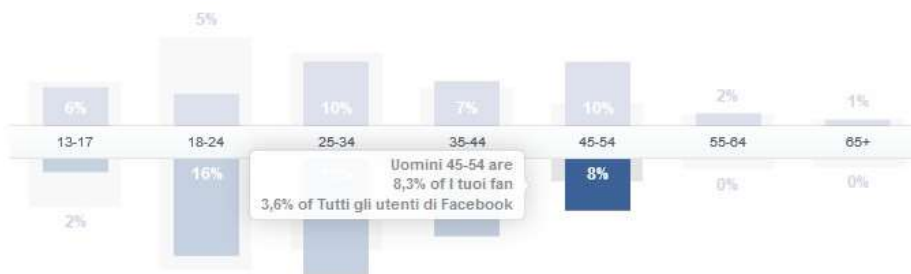 5%
6% 10% 7% 10% 2% 1%
13-17 18-24 25-34 35-44 45-54 55-64 65+
2% 16% 8% 0% 0%
Uomini 45-54 are
8,3% of I tuoi fan
3,6% of Tutti gli utenti di Facebook